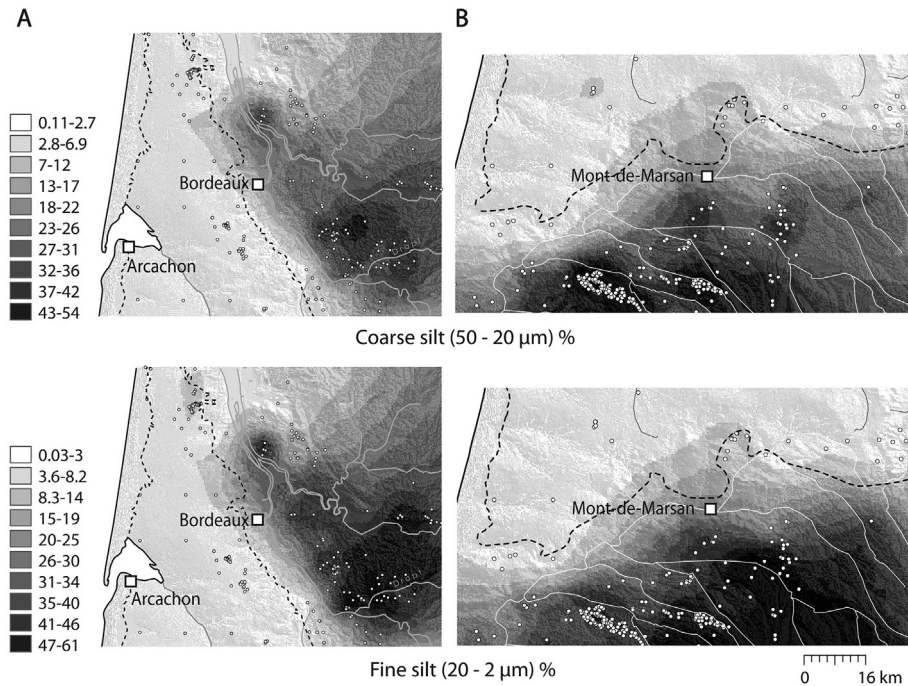 A
B
0.11-2.7
2.8-6.9
7-12
13-17
18-22
23-26
27-31
32-36
37-42
43-54
Bordeaux
Arcachon
Mont-de-Marsan
Coarse silt (50 - 20 µm) %
0.03-3
3.6-8.2
8.3-14
15-19
20-25
26-30
31-34
35-40
41-46
47-61
Bordeaux
Arcachon
Mont-de-Marsan
Fine silt (20 - 2 µm) %
0 16 km